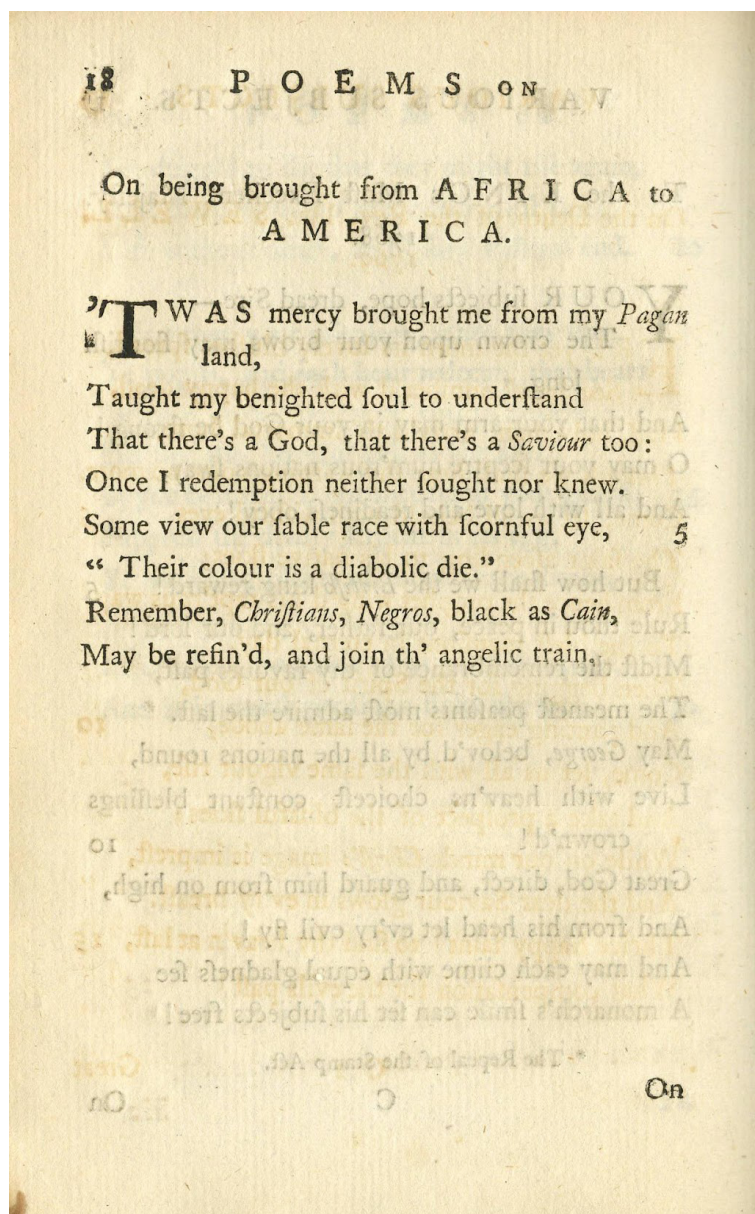 18 POEMS ON
On being brought from AFRICA to
AMERICA.
'TWAS mercy brought me from my Pagan
land,
Taught my benighted ſoul to underſtand
That there's a God, that there's a Saviour too:
Once I redemption neither ſought nor knew.
Some view our ſable race with ſcornful eye, 5
“ Their colour is a diabolic die.”
Remember, Chriſtians, Negros, black as Cain,
May be refin'd, and join th' angelic train.
On